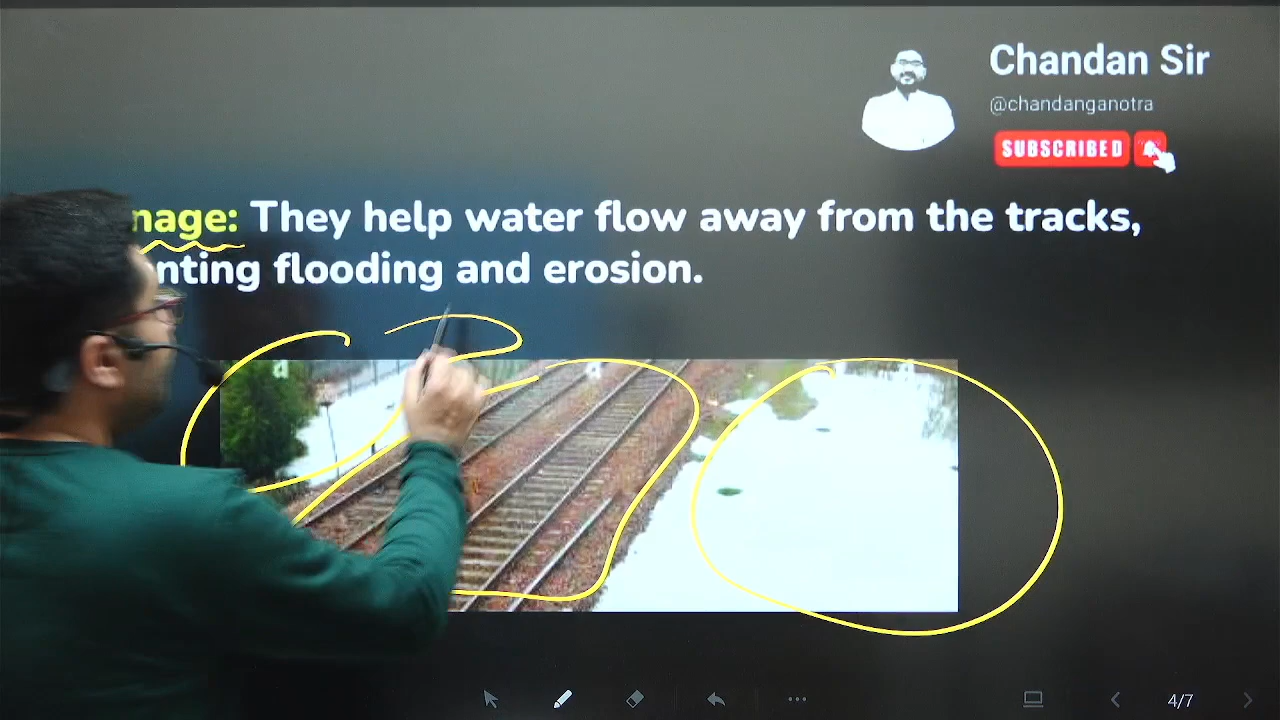 Chandan Sir
@chandanganotra
SUBSCRIBED
nage: They help water flow away from the tracks,
nting flooding and erosion.
a a a
4/7